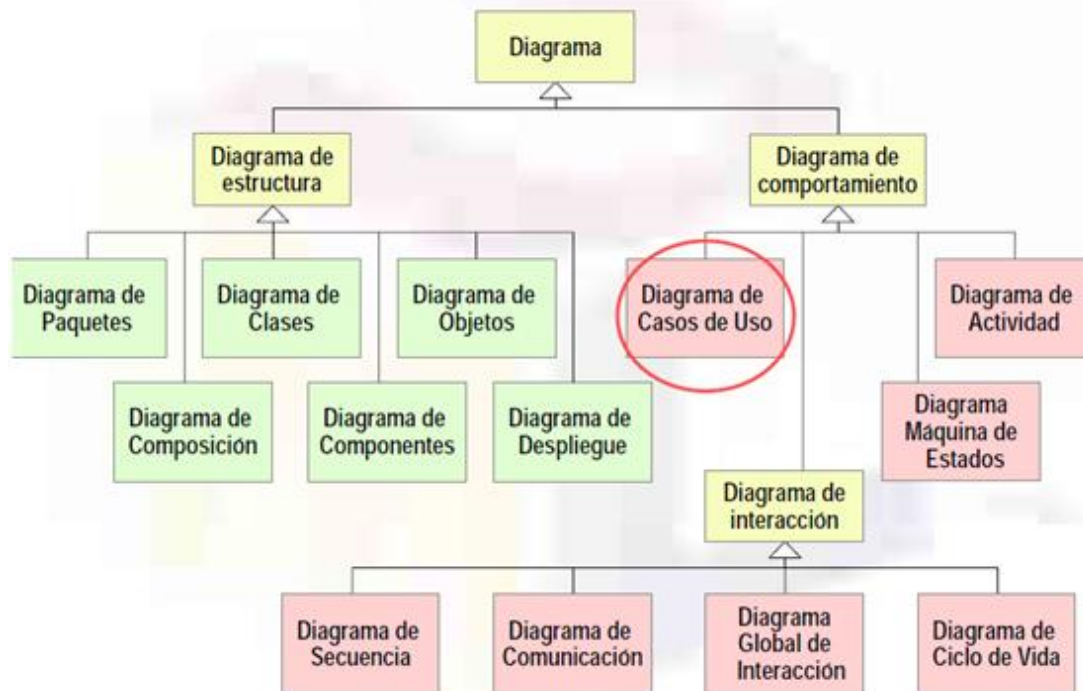 Diagrama
Diagrama de
estructura
Diagrama de
comportamiento
Diagrama de
Paquetes
Diagrama de
Clases
Diagrama de
Objetos
Diagrama de
Casos de Uso
Diagrama de
Actividad
Diagrama de
Composición
Diagrama de
Componentes
Diagrama de
Despliegue
Diagrama
Máquina de
Estados
Diagrama de
interacción
Diagrama de
Secuencia
Diagrama de
Comunicación
Diagrama
Global de
Interacción
Diagrama de
Ciclo de Vida